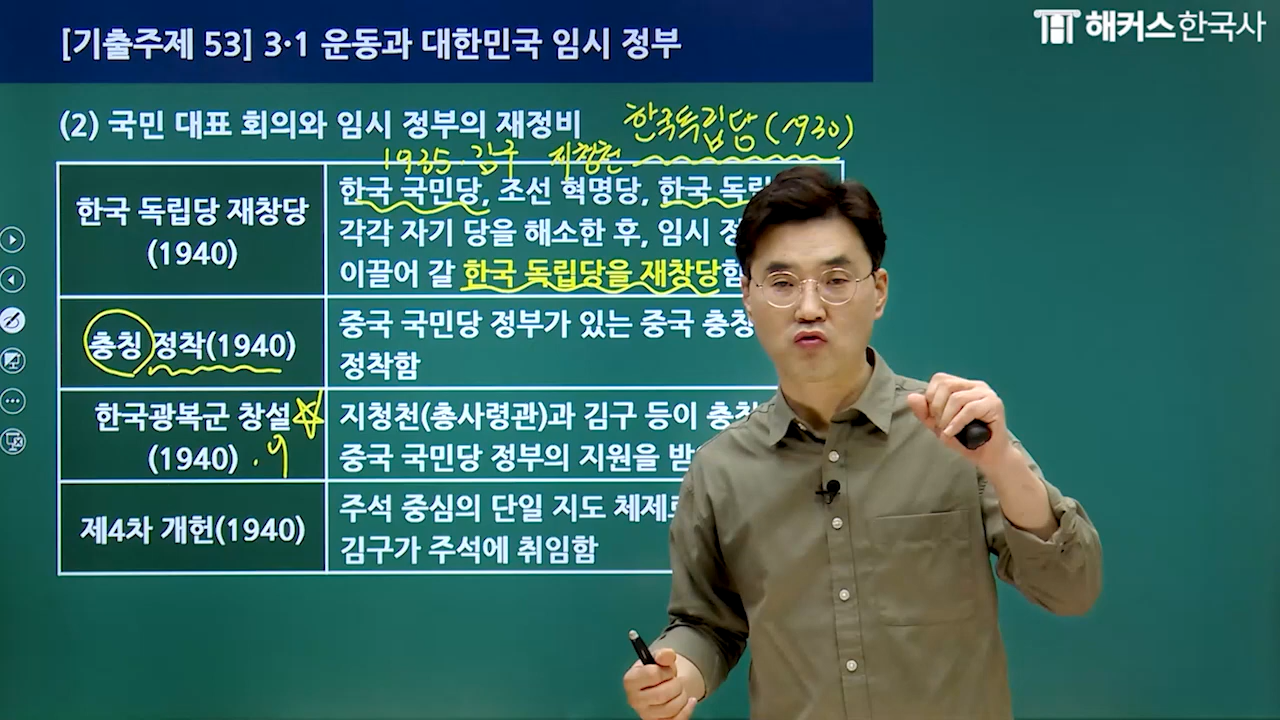 [기출주제 53] 3·1 운동과 대한민국 임시 정부
해커스한국사
(2) 국민 대표 회의와 임시 정부의 재정비
한국독립당(1930)
1935. 김구 지청천
한국 독립당 재창당
(1940)
한국 국민당, 조선 혁명당, 한국 독립
각각 자기 당을 해소한 후, 임시 정
이끌어 갈 한국 독립당을 재창당함
충칭 정착(1940)
중국 국민당 정부가 있는 중국 충칭
정착함
한국광복군 창설
(1940) .9
지청천(총사령관)과 김구 등이 충칭
중국 국민당 정부의 지원을 받
제4차 개헌(1940)
주석 중심의 단일 지도 체제로
김구가 주석에 취임함